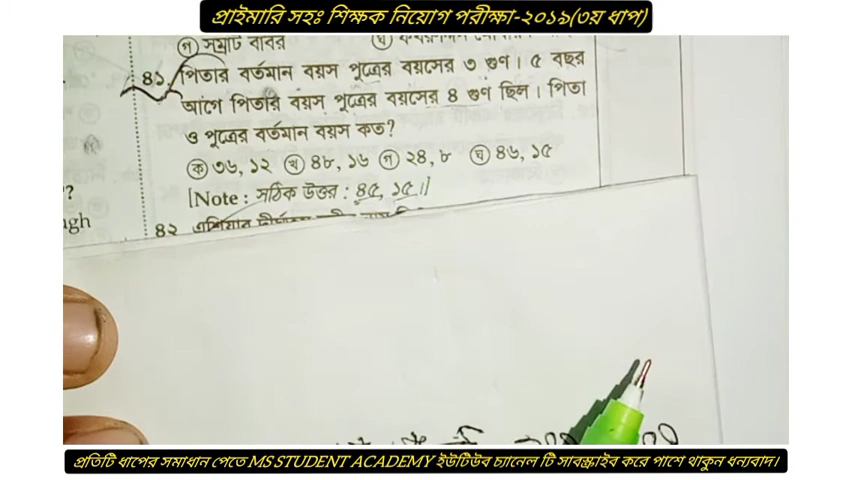 প্রাইমারি সহঃ শিক্ষক নিয়োগ পরীক্ষা-২০১৯(৩য় ধাপ)
গ সম্রাট বাবর ঘ
৪১. পিতার বর্তমান বয়স পুত্রের বয়সের ৩ গুণ। ৫ বছর
আগে পিতার বয়স পুত্রের বয়সের ৪ গুণ ছিল। পিতা
ও পুত্রের বর্তমান বয়স কত?
ক ৩৬, ১২ খ ৪৮, ১৬ গ ২৪, ৮ ঘ ৪৬, ১৫
[Note : সঠিক উত্তর : ৪৫, ১৫।]
?
igh
৪২ এশিয়ার
প্রতিটি ধাপের সমাধান পেতে MS STUDENT ACADEMY ইউটিউব চ্যানেল টি সাবস্ক্রাইব করে পাশে থাকুন ধন্যবাদ।